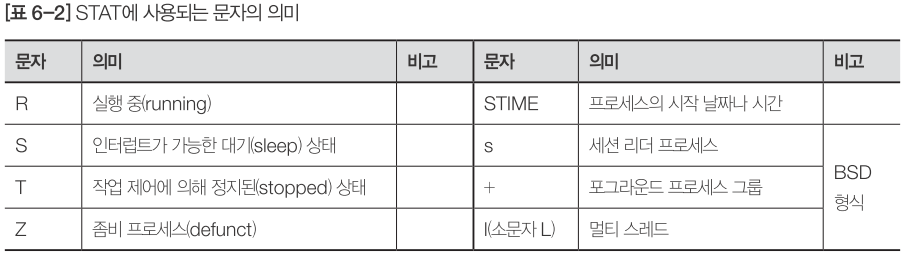 [표 6-2] STAT에 사용되는 문자의 의미
문자 의미 비고 문자 의미 비고
R 실행 중(running) STIME 프로세스의 시작 날짜나 시간
S 인터럽트가 가능한 대기(sleep) 상태 s 세션 리더 프로세스
T 작업 제어에 의해 정지된(stopped) 상태 + 포그라운드 프로세스 그룹
BSD
형식
Z 좀비 프로세스(defunct) l(소문자 L) 멀티 스레드